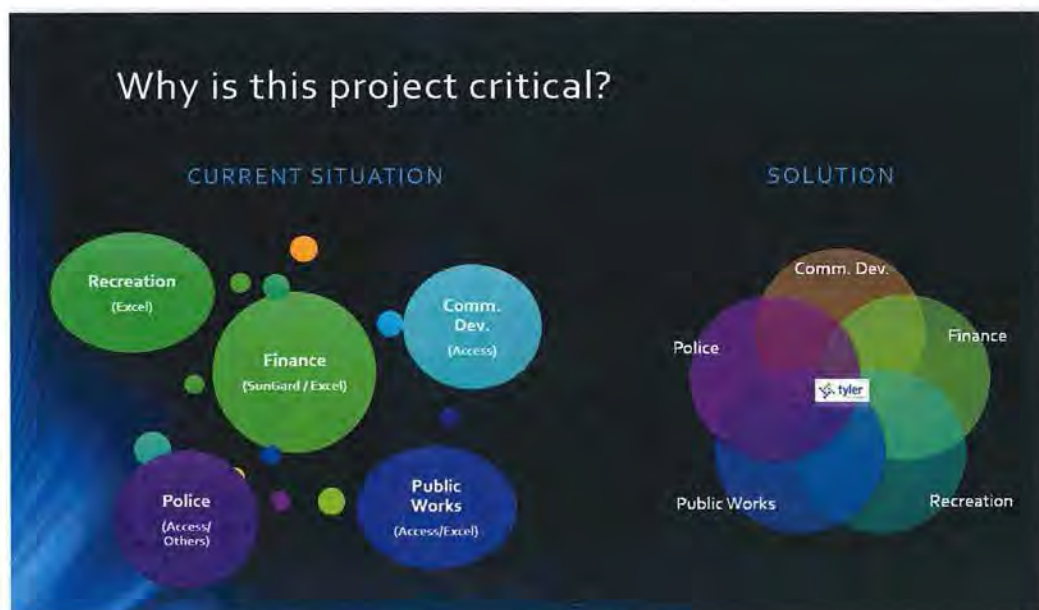 Why is this project critical?
CURRENT SITUATION
Recreation
(Excel)
Finance
(SunGard / Excel)
Comm.
Dev.
(Access)
Police
(Access/
Others)
Public
Works
(Access/Excel)
SOLUTION
Comm. Dev.
Police
Finance
tyler
Public Works
Recreation